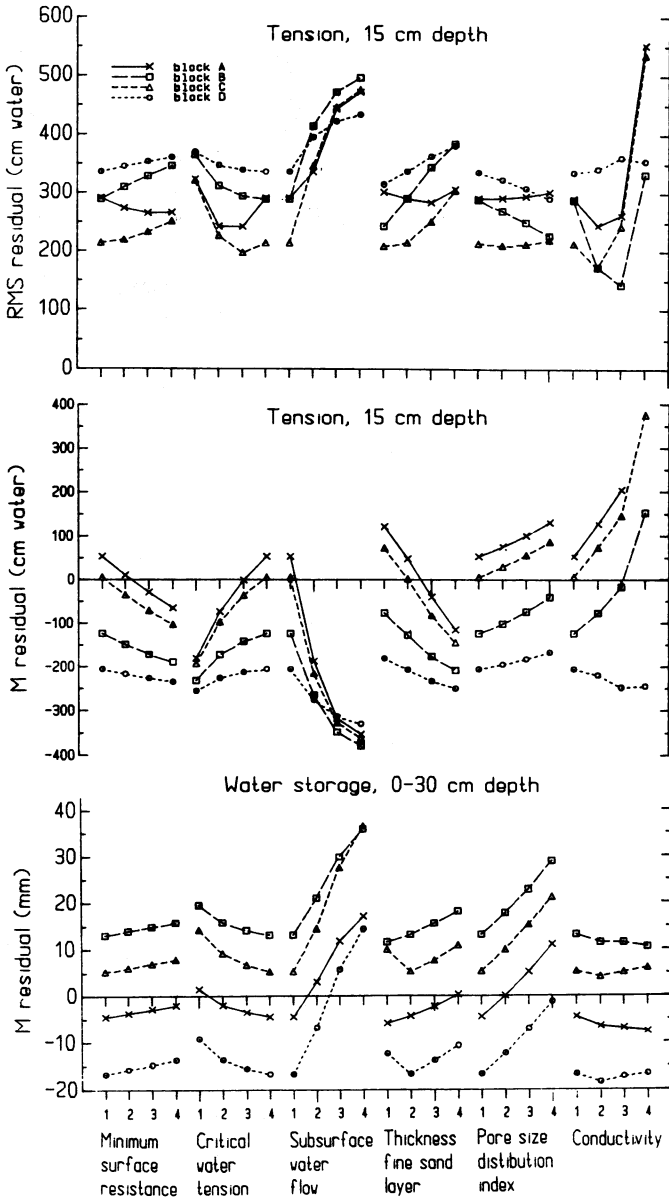 600
500
400
300
200
100
0
RMS residual (cm water)
Tension, 15 cm depth
block A
block B
block C
block D
400
300
200
100
0
-100
-200
-300
-400
M residual (cm water)
Tension, 15 cm depth
Water storage, 0-30 cm depth
40
30
20
10
0
-10
-20
M residual (mm)
1 2 3 4 1 2 3 4 1 2 3 4 1 2 3 4 1 2 3 4 1 2 3 4
Minimum
surface
resistance
Critical
water
tension
Subsurface
water
flow
Thickness
fine sand
layer
Pore size
distibution
index
Conductivity